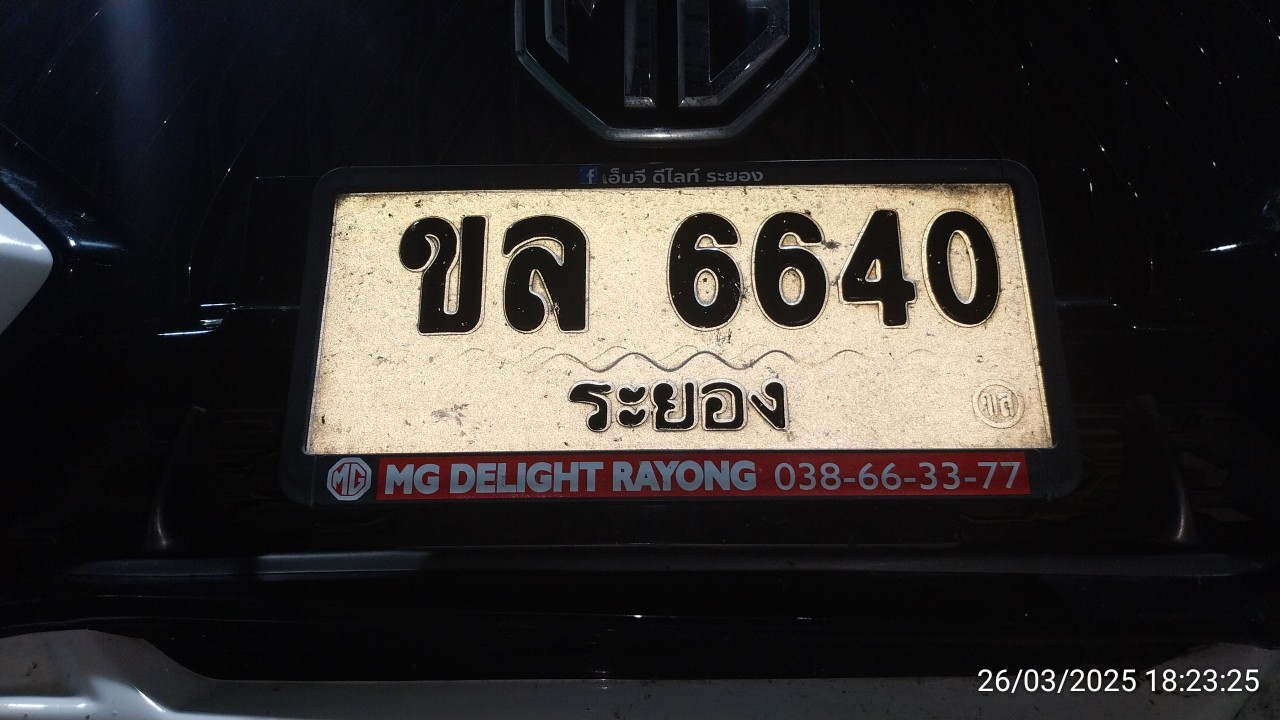 MG
เอ็มจี ดีไลท์ ระยอง
ขล 6640
ระยอง
ขส
MG MG DELIGHT RAYONG 038-66-33-77
26/03/2025 18:23:25